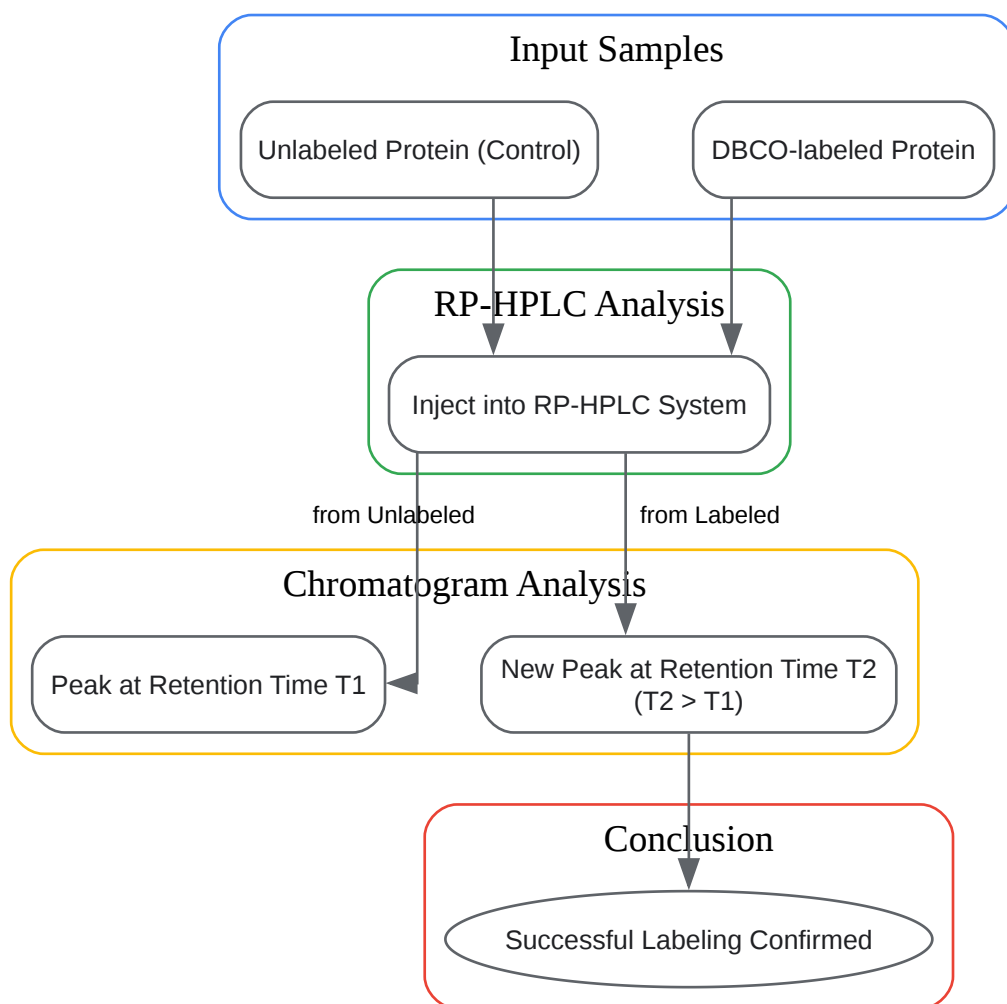 Input Samples
Unlabeled Protein (Control)
DBCO-labeled Protein
RP-HPLC Analysis
Inject into RP-HPLC System
from Unlabeled
from Labeled
Chromatogram Analysis
Peak at Retention Time T1
New Peak at Retention Time T2
(T2 > T1)
Conclusion
Successful Labeling Confirmed